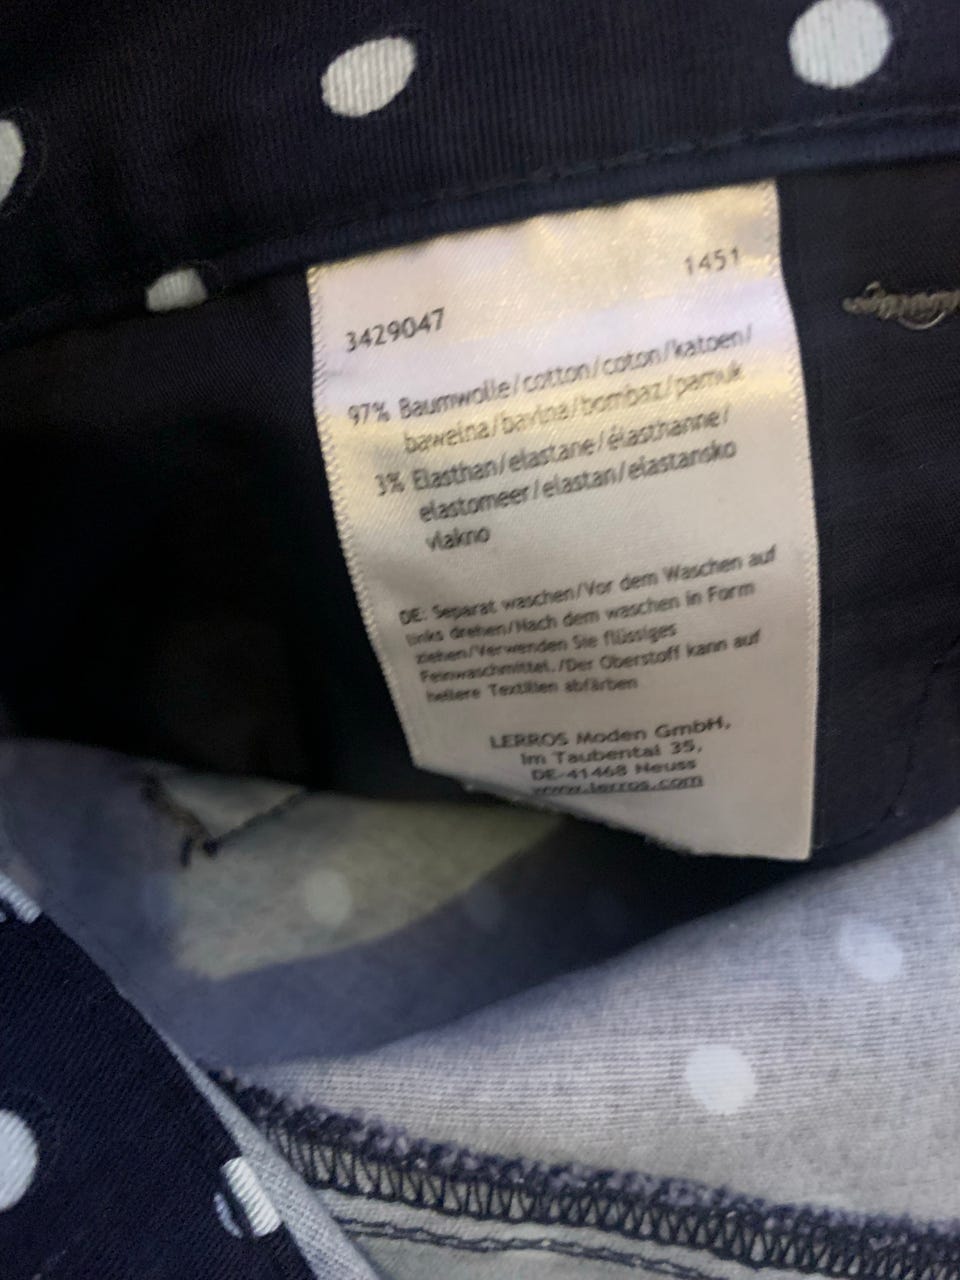 1451
3429047
97% Baumwolle/cotton/coton/katoen/
bawelna/bavlna/bombaz/pamuk
3% Elasthan/elastane/élasthanne/
elastomeer/elastan/elastansko
vlakno
DE: Separat waschen/Vor dem Waschen auf
links drehen/Nach dem waschen in Form
ziehen/Verwenden Sie flüssiges
Feinwaschmittel./Der Oberstoff kann auf
hellere Textilien abfärben
LERROS Moden GmbH,
Im Taubental 35,
DE-41468 Neuss
www.lerros.com